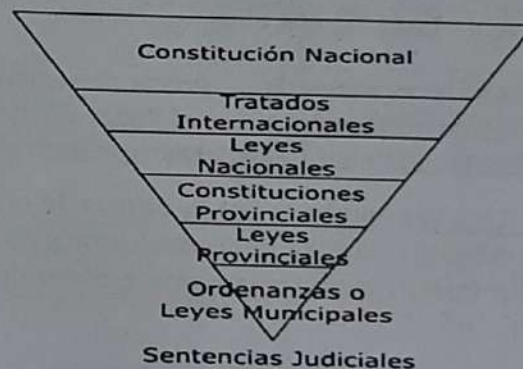 Constitución Nacional
Tratados
Internacionales
Leyes
Nacionales
Constituciones
Provinciales
Leyes
Provinciales
Ordenanzas o
Leyes Municipales
Sentencias Judiciales